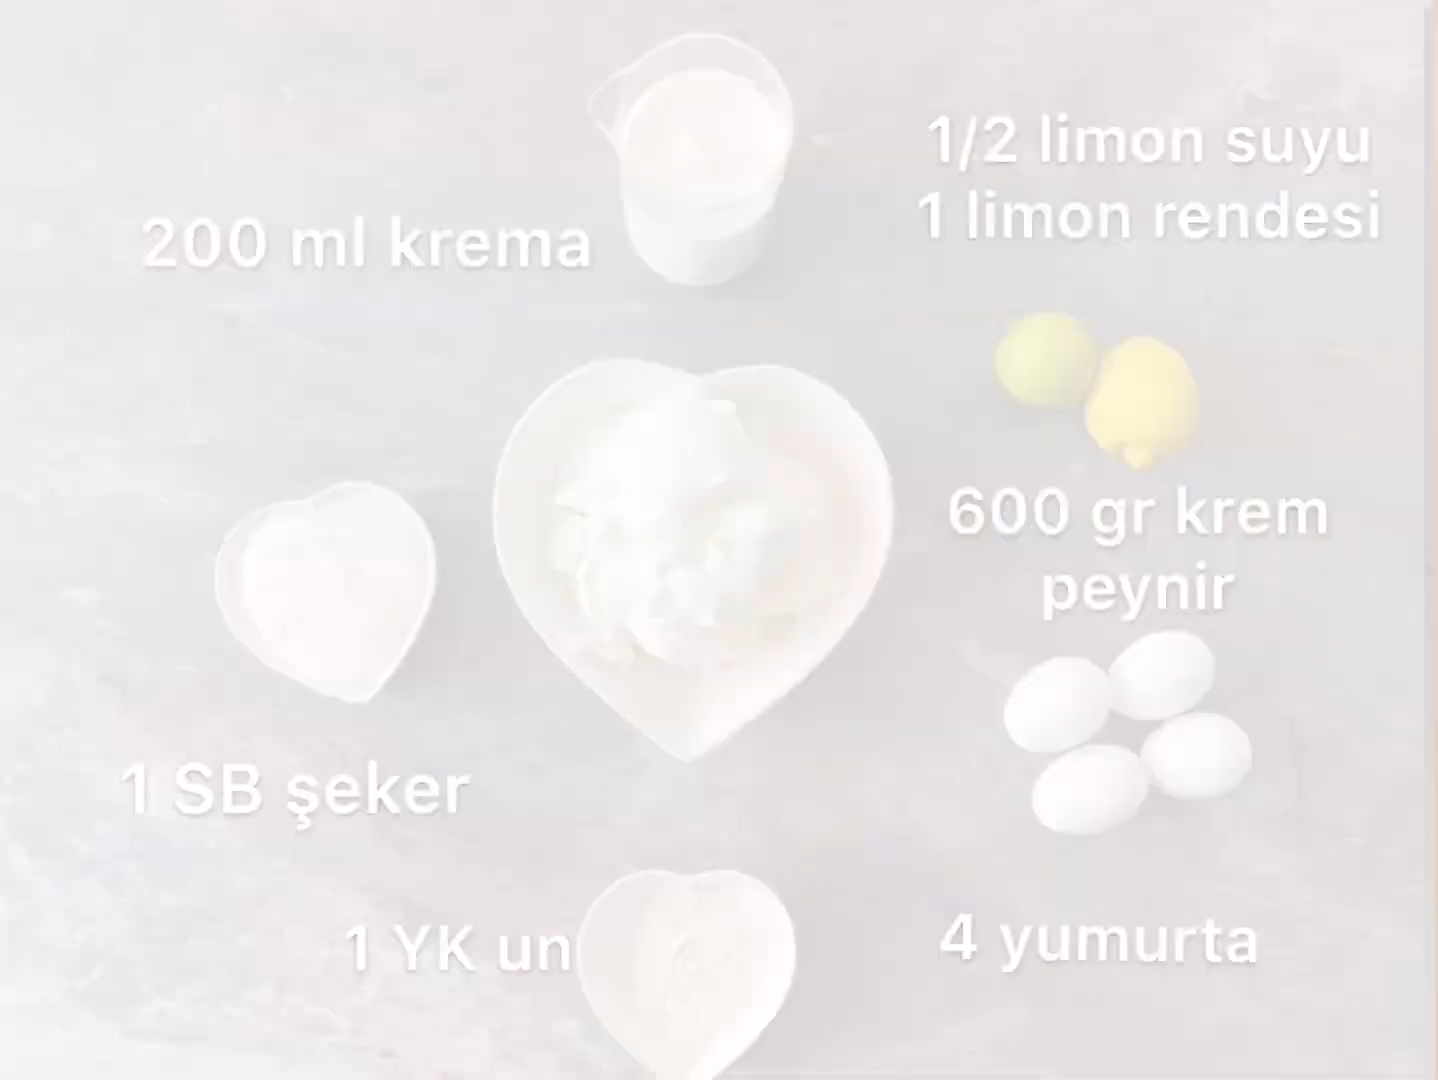 200 ml krema
1/2 limon suyu
1 limon rendesi
600 gr krem
peynir
1 SB şeker
1 YK un
4 yumurta